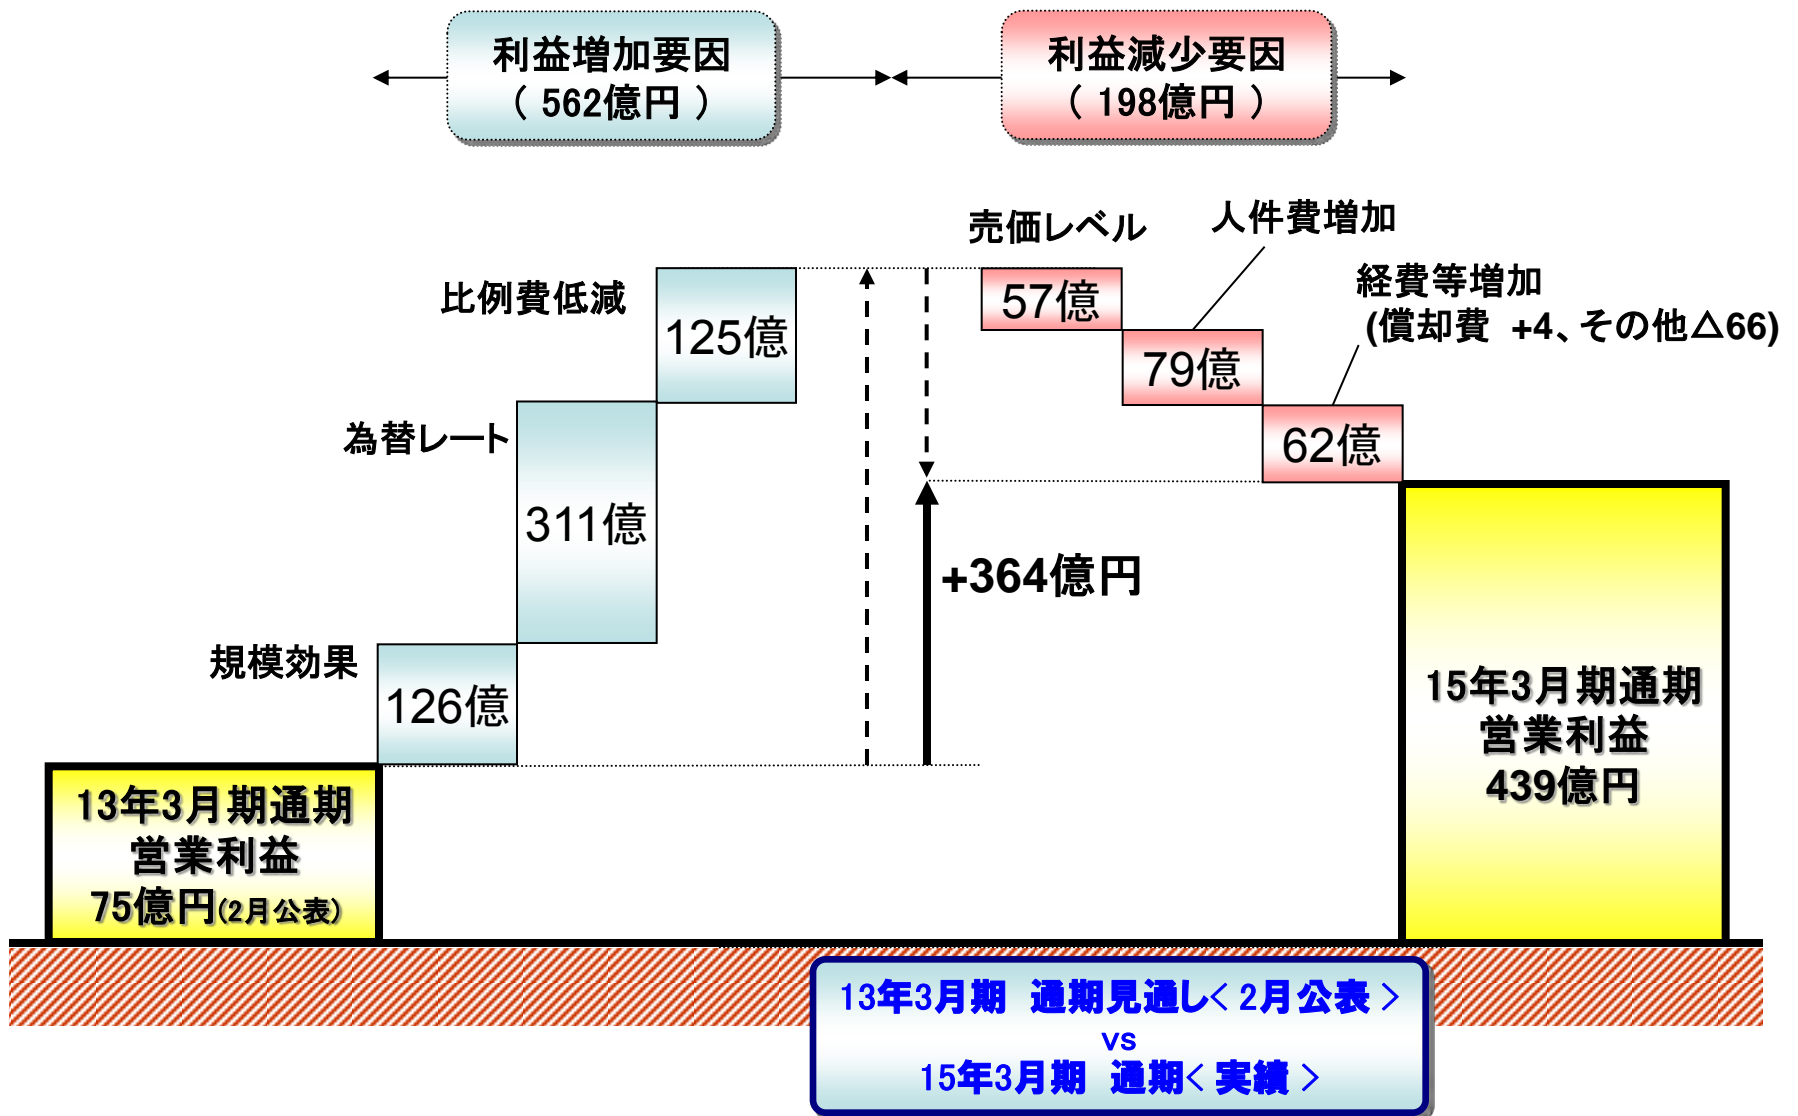 利益増加要因
( 562億円 )
利益減少要因
( 198億円 )
売価レベル
人件費増加
経費等増加
(償却費 +4、その他△66)
比例費低減
125億
57億
79億
62億
為替レート
311億
+364億円
規模効果
126億
13年3月期通期
営業利益
75億円(2月公表)
15年3月期通期
営業利益
439億円
13年3月期 通期見通し< 2月公表 >
vs
15年3月期 通期< 実績 >